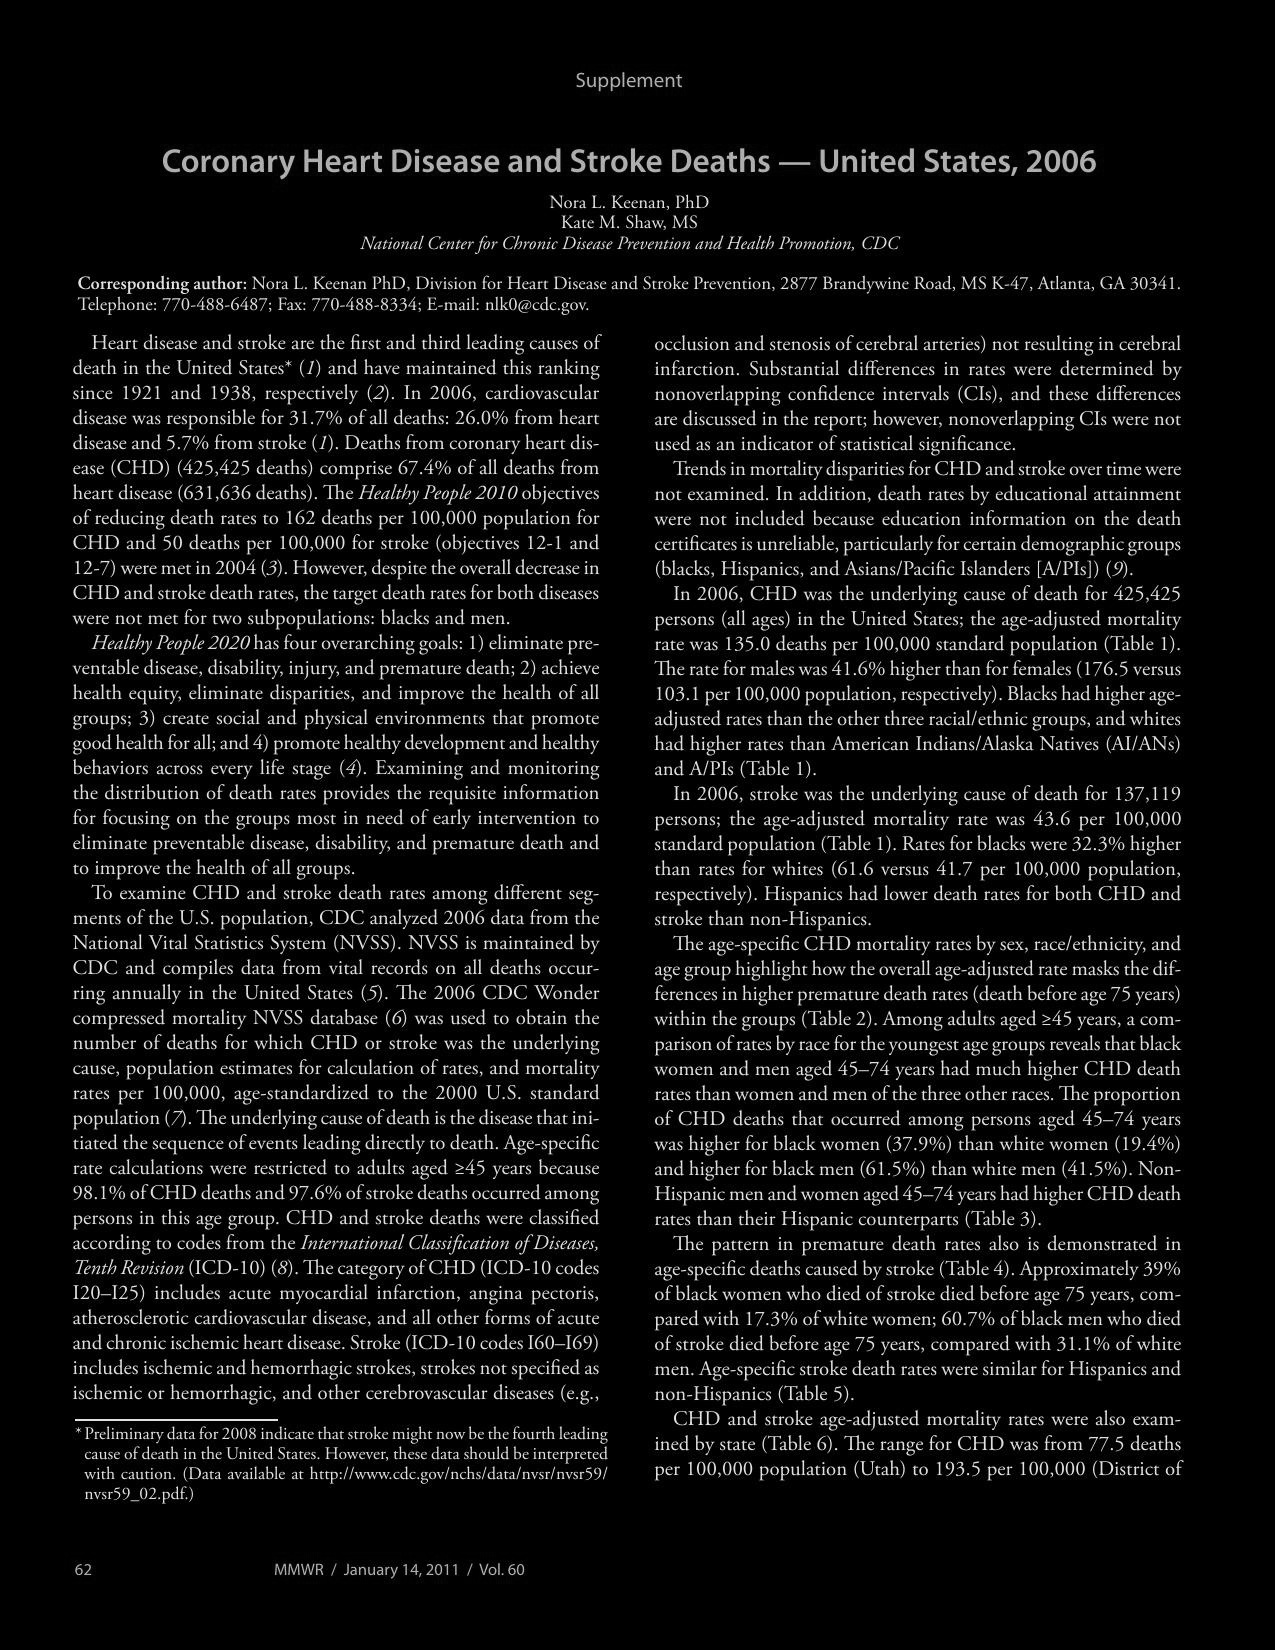 Supplement
Coronary Heart Disease and Stroke Deaths — United States, 2006
Nora L. Keenan, PhD
Kate M. Shaw, MS
National Center for Chronic Disease Prevention and Health Promotion, CDC
Corresponding author: Nora L. Keenan PhD, Division for Heart Disease and Stroke Prevention, 2877 Brandywine Road, MS K-47, Atlanta, GA 30341.
Telephone: 770-488-6487; Fax: 770-488-8334; E-mail: nlk0@cdc.gov.
Heart disease and stroke are the first and third leading causes of
death in the United States* (1) and have maintained this ranking
since 1921 and 1938, respectively (2). In 2006, cardiovascular
disease was responsible for 31.7% of all deaths: 26.0% from heart
disease and 5.7% from stroke (1). Deaths from coronary heart dis-
ease (CHD) (425,425 deaths) comprise 67.4% of all deaths from
heart disease (631,636 deaths). The Healthy People 2010 objectives
of reducing death rates to 162 deaths per 100,000 population for
CHD and 50 deaths per 100,000 for stroke (objectives 12-1 and
12-7) were met in 2004 (3). However, despite the overall decrease in
CHD and stroke death rates, the target death rates for both diseases
were not met for two subpopulations: blacks and men.
Healthy People 2020 has four overarching goals: 1) eliminate pre-
ventable disease, disability, injury, and premature death; 2) achieve
health equity, eliminate disparities, and improve the health of all
groups; 3) create social and physical environments that promote
good health for all; and 4) promote healthy development and healthy
behaviors across every life stage (4). Examining and monitoring
the distribution of death rates provides the requisite information
for focusing on the groups most in need of early intervention to
eliminate preventable disease, disability, and premature death and
to improve the health of all groups.
To examine CHD and stroke death rates among different seg-
ments of the U.S. population, CDC analyzed 2006 data from the
National Vital Statistics System (NVSS). NVSS is maintained by
CDC and compiles data from vital records on all deaths occur-
ring annually in the United States (5). The 2006 CDC Wonder
compressed mortality NVSS database (6) was used to obtain the
number of deaths for which CHD or stroke was the underlying
cause, population estimates for calculation of rates, and mortality
rates per 100,000, age-standardized to the 2000 U.S. standard
population (7). The underlying cause of death is the disease that ini-
tiated the sequence of events leading directly to death. Age-specific
rate calculations were restricted to adults aged ≥45 years because
98.1% of CHD deaths and 97.6% of stroke deaths occurred among
persons in this age group. CHD and stroke deaths were classified
according to codes from the International Classification of Diseases,
Tenth Revision (ICD-10) (8). The category of CHD (ICD-10 codes
I20–I25) includes acute myocardial infarction, angina pectoris,
atherosclerotic cardiovascular disease, and all other forms of acute
and chronic ischemic heart disease. Stroke (ICD-10 codes I60–I69)
includes ischemic and hemorrhagic strokes, strokes not specified as
ischemic or hemorrhagic, and other cerebrovascular diseases (e.g.,
* Preliminary data for 2008 indicate that stroke might now be the fourth leading
cause of death in the United States. However, these data should be interpreted
with caution. (Data available at http://www.cdc.gov/nchs/data/nvsr/nvsr59/
nvsr59_02.pdf.)
occlusion and stenosis of cerebral arteries) not resulting in cerebral
infarction. Substantial differences in rates were determined by
nonoverlapping confidence intervals (CIs), and these differences
are discussed in the report; however, nonoverlapping CIs were not
used as an indicator of statistical significance.
Trends in mortality disparities for CHD and stroke over time were
not examined. In addition, death rates by educational attainment
were not included because education information on the death
certificates is unreliable, particularly for certain demographic groups
(blacks, Hispanics, and Asians/Pacific Islanders [A/PIs]) (9).
In 2006, CHD was the underlying cause of death for 425,425
persons (all ages) in the United States; the age-adjusted mortality
rate was 135.0 deaths per 100,000 standard population (Table 1).
The rate for males was 41.6% higher than for females (176.5 versus
103.1 per 100,000 population, respectively). Blacks had higher age-
adjusted rates than the other three racial/ethnic groups, and whites
had higher rates than American Indians/Alaska Natives (AI/ANs)
and A/PIs (Table 1).
In 2006, stroke was the underlying cause of death for 137,119
persons; the age-adjusted mortality rate was 43.6 per 100,000
standard population (Table 1). Rates for blacks were 32.3% higher
than rates for whites (61.6 versus 41.7 per 100,000 population,
respectively). Hispanics had lower death rates for both CHD and
stroke than non-Hispanics.
The age-specific CHD mortality rates by sex, race/ethnicity, and
age group highlight how the overall age-adjusted rate masks the dif-
ferences in higher premature death rates (death before age 75 years)
within the groups (Table 2). Among adults aged ≥45 years, a com-
parison of rates by race for the youngest age groups reveals that black
women and men aged 45–74 years had much higher CHD death
rates than women and men of the three other races. The proportion
of CHD deaths that occurred among persons aged 45–74 years
was higher for black women (37.9%) than white women (19.4%)
and higher for black men (61.5%) than white men (41.5%). Non-
Hispanic men and women aged 45–74 years had higher CHD death
rates than their Hispanic counterparts (Table 3).
The pattern in premature death rates also is demonstrated in
age-specific deaths caused by stroke (Table 4). Approximately 39%
of black women who died of stroke died before age 75 years, com-
pared with 17.3% of white women; 60.7% of black men who died
of stroke died before age 75 years, compared with 31.1% of white
men. Age-specific stroke death rates were similar for Hispanics and
non-Hispanics (Table 5).
CHD and stroke age-adjusted mortality rates were also exam-
ined by state (Table 6). The range for CHD was from 77.5 deaths
per 100,000 population (Utah) to 193.5 per 100,000 (District of
62
MMWR / January 14, 2011 / Vol. 60